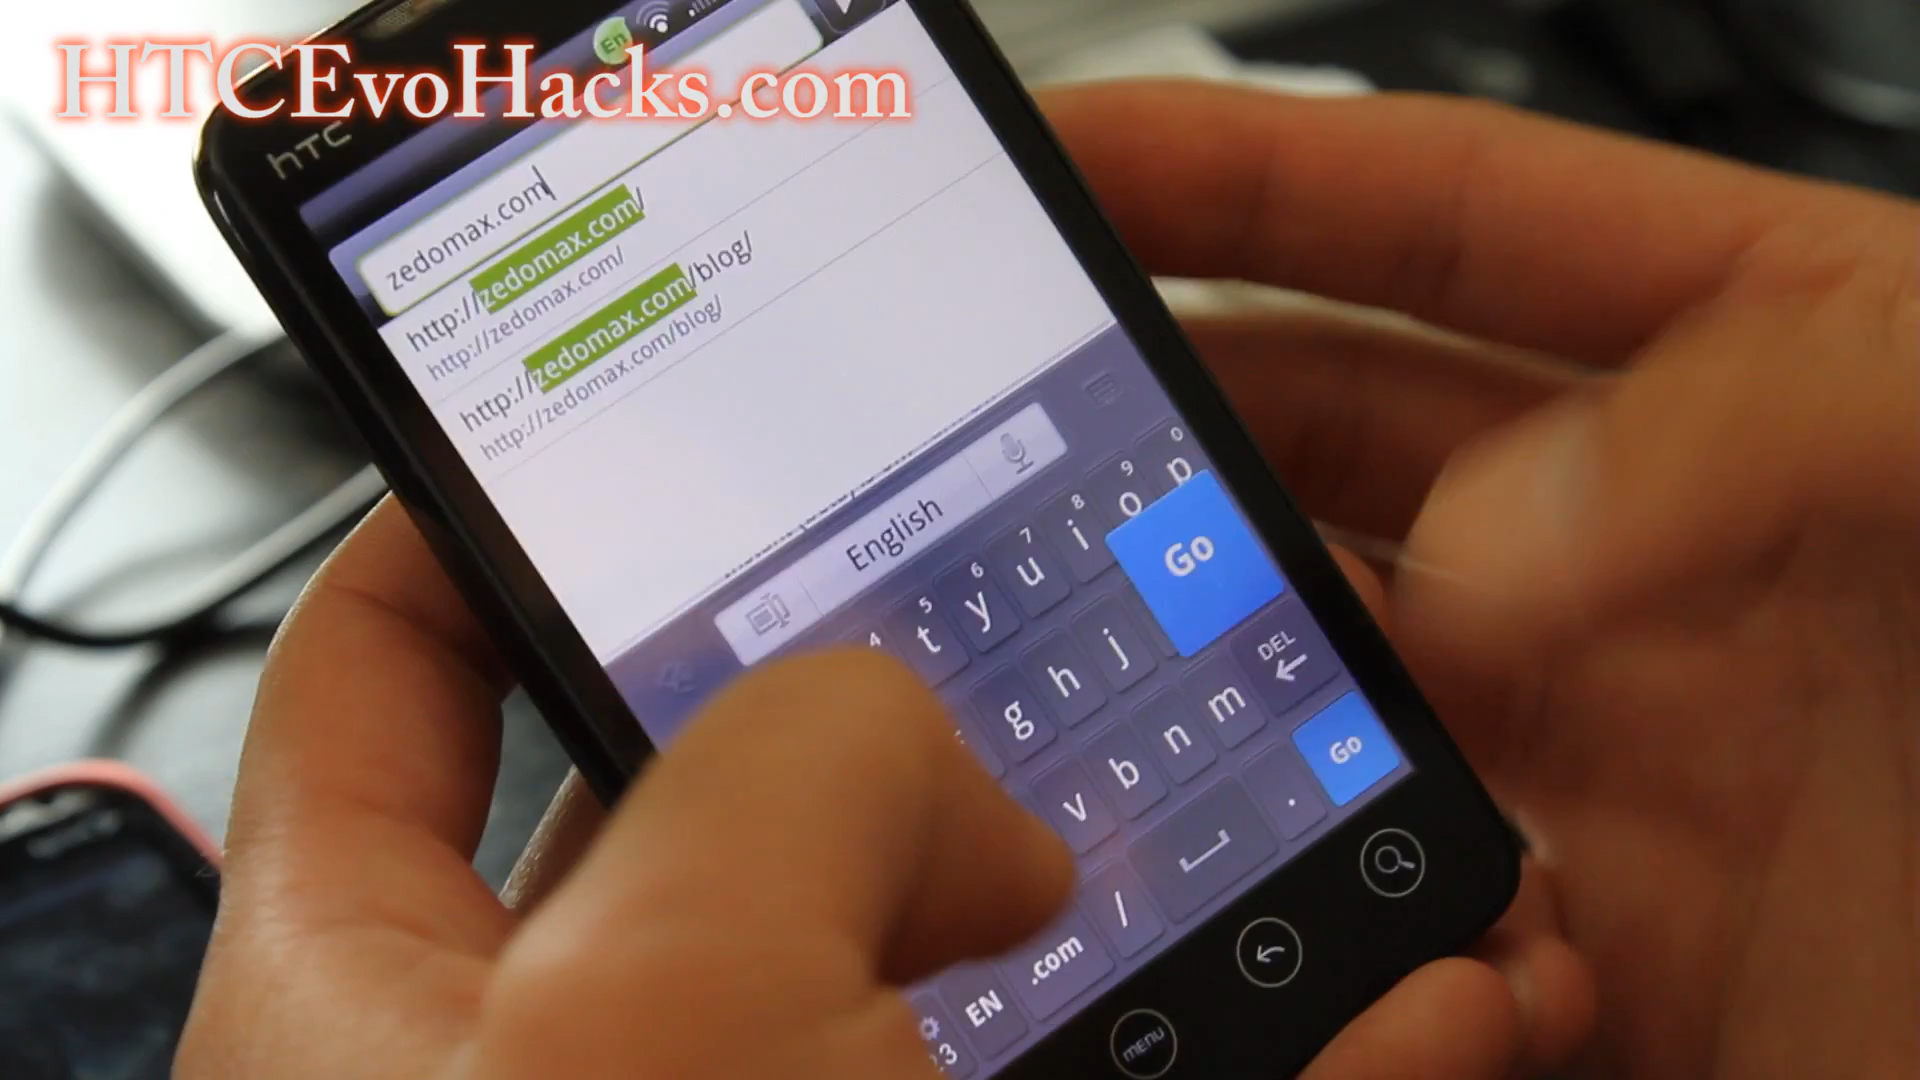 HTCEvoHacks.com
En
hTC
zedomax.com
http://zedomax.com/
http://zedomax.com/
http://zedomax.com/blog/
http://zedomax.com/blog/
English
4 5 6 7 8 9 0
t y u i o p
g h j
Go
v b n m DEL
/ . Go
EN .com
menu